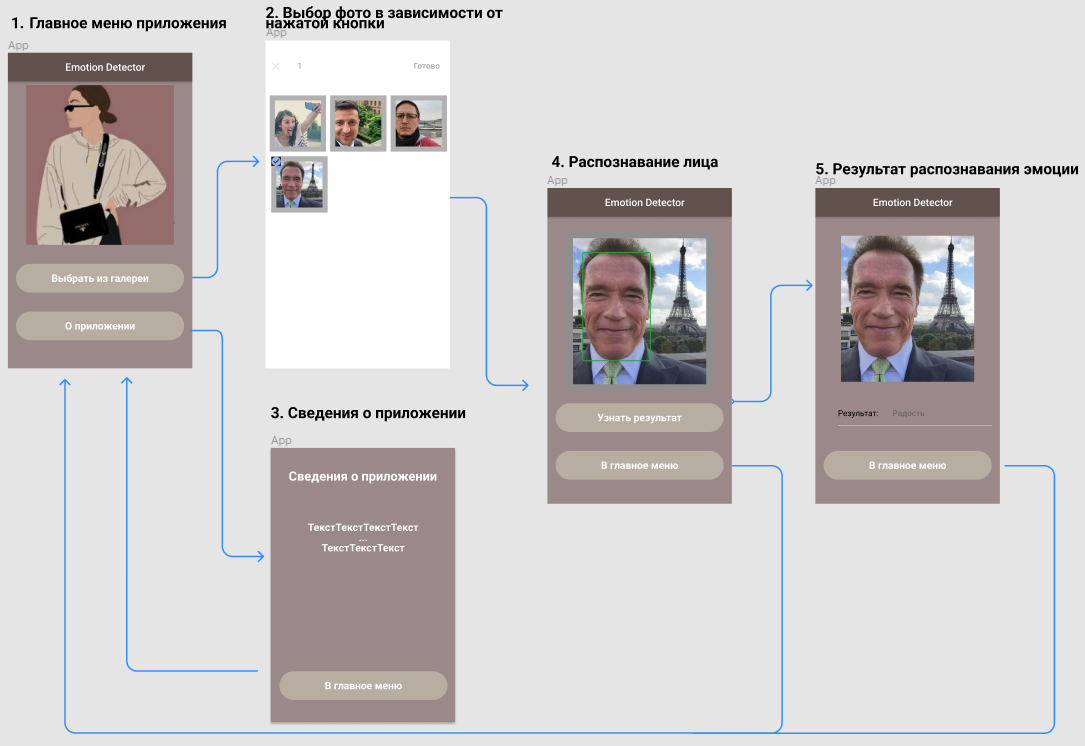 1. Главное меню приложения
App
Emotion Detector
Выбрать из галереи
О приложении
2. Выбор фото в зависимости от
нажатой кнопки
App
1
Готово
3. Сведения о приложении
App
Сведения о приложении
ТекстТекстТекстТекст
...
ТекстТекстТекст
В главное меню
4. Распознавание лица
App
Emotion Detector
Узнать результат
В главное меню
5. Результат распознавания эмоции
App
Emotion Detector
Результат: Радость
В главное меню